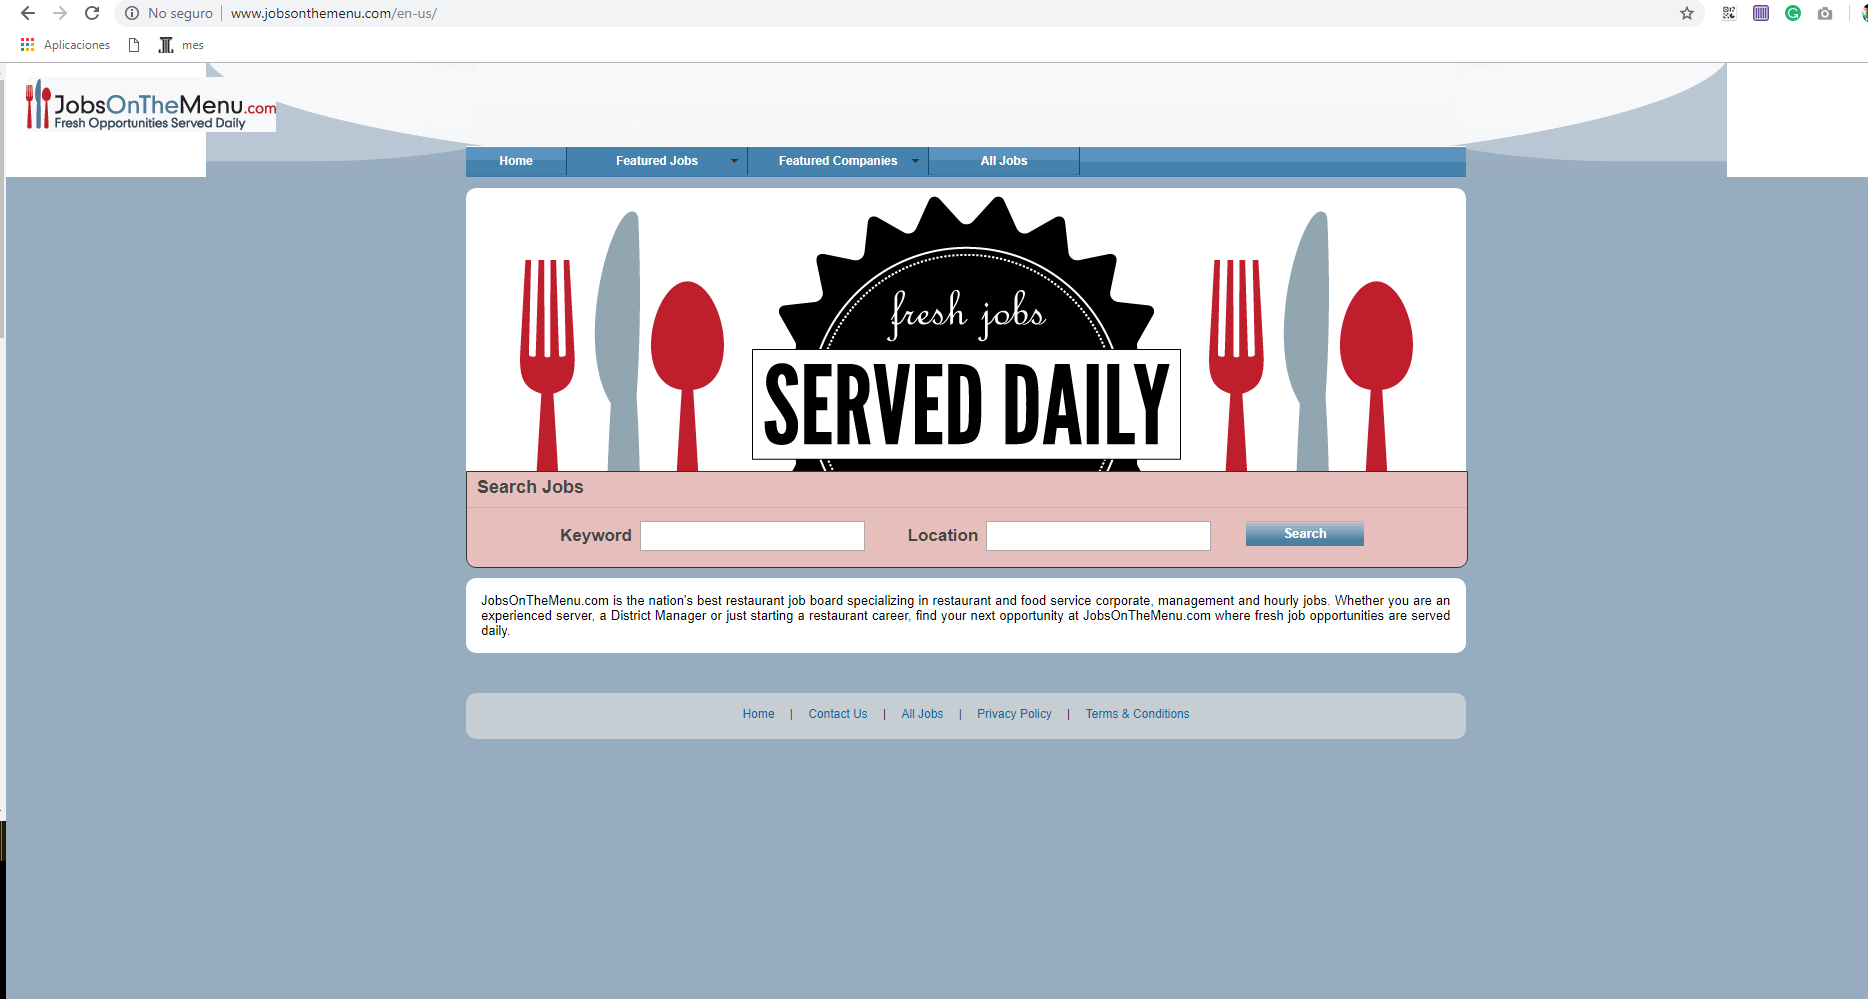 No seguro | www.jobsonthemenu.com/en-us/
Aplicaciones mes
JobsOnTheMenu.com
Fresh Opportunities Served Daily
Home Featured Jobs Featured Companies All Jobs
fresh jobs
SERVED DAILY
Search Jobs
Keyword Location Search
JobsOnTheMenu.com is the nation's best restaurant job board specializing in restaurant and food service corporate, management and hourly jobs. Whether you are an
experienced server, a District Manager or just starting a restaurant career, find your next opportunity at JobsOnTheMenu.com where fresh job opportunities are served
daily.
Home | Contact Us | All Jobs | Privacy Policy | Terms & Conditions